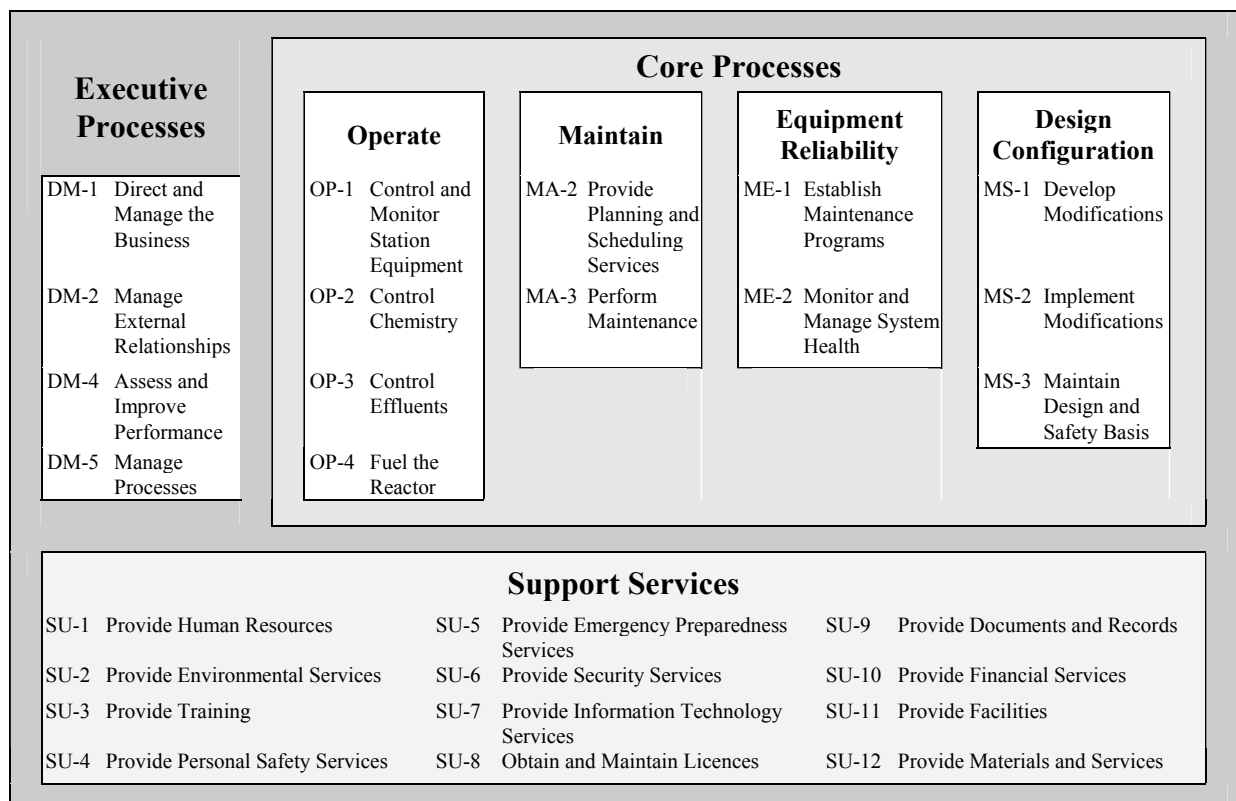 Executive
Processes
DM-1 Direct and
Manage the
Business
DM-2 Manage
External
Relationships
DM-4 Assess and
Improve
Performance
DM-5 Manage
Processes
Core Processes
Operate
OP-1 Control and
Monitor
Station
Equipment
OP-2 Control
Chemistry
OP-3 Control
Effluents
OP-4 Fuel the
Reactor
Maintain
MA-2 Provide
Planning and
Scheduling
Services
MA-3 Perform
Maintenance
Equipment
Reliability
ME-1 Establish
Maintenance
Programs
ME-2 Monitor and
Manage System
Health
Design
Configuration
MS-1 Develop
Modifications
MS-2 Implement
Modifications
MS-3 Maintain
Design and
Safety Basis
Support Services
SU-1 Provide Human Resources
SU-2 Provide Environmental Services
SU-3 Provide Training
SU-4 Provide Personal Safety Services
SU-5 Provide Emergency Preparedness
Services
SU-6 Provide Security Services
SU-7 Provide Information Technology
Services
SU-8 Obtain and Maintain Licences
SU-9 Provide Documents and Records
SU-10 Provide Financial Services
SU-11 Provide Facilities
SU-12 Provide Materials and Services